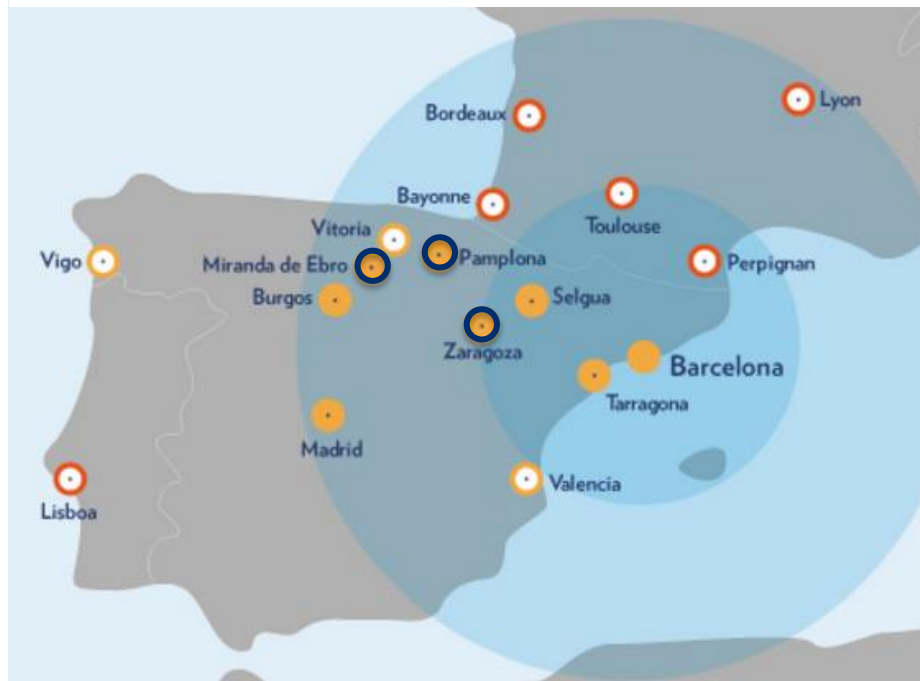 Lyon
Bordeaux
Bayonne
Toulouse
Vitoria
Vigo
Miranda de Ebro
Pamplona
Perpignan
Burgos
Selgua
Zaragoza
Barcelona
Tarragona
Madrid
Valencia
Lisboa